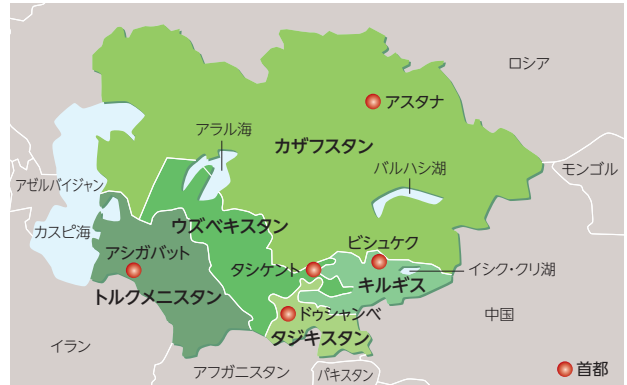 ロシア
アスタナ
アラル海
カザフスタン
バルハシ湖
モンゴル
アゼルバイジャン
ウズベキスタン
カスピ海
ビシュケク
アシガバット
タシケント
イシク・クリ湖
キルギス
トルクメニスタン
ドゥシャンベ
中国
タジキスタン
イラン
アフガニスタン
パキスタン
首都